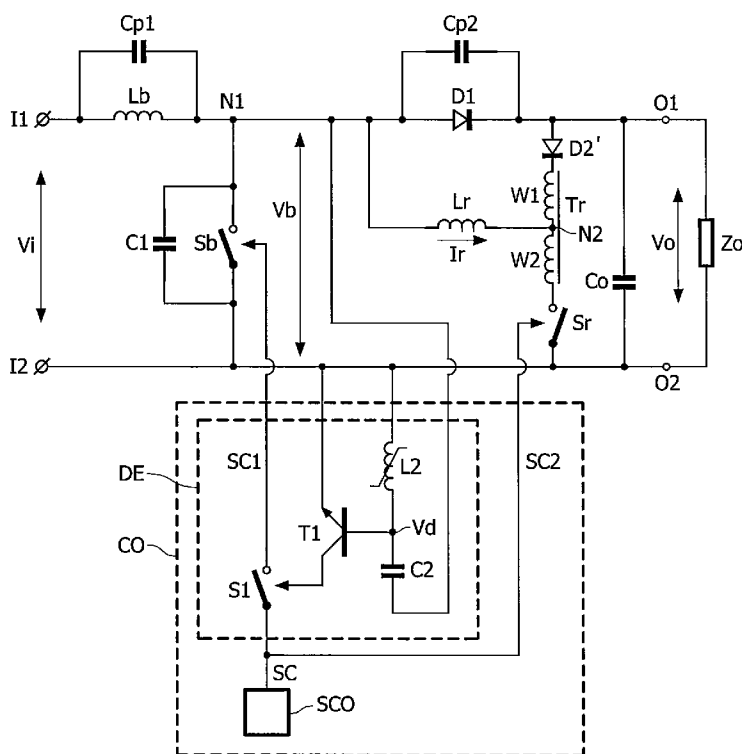 Cp1
Cp2
Lb
N1
D1
O1
I1
D2'
W1
Tr
Lr
Vb
N2
Vi
C1
Sb
Ir
W2
Vo
Zo
Co
Sr
I2
O2
SC1
SC2
DE
L2
CO
T1
Vd
C2
S1
SC
SCO